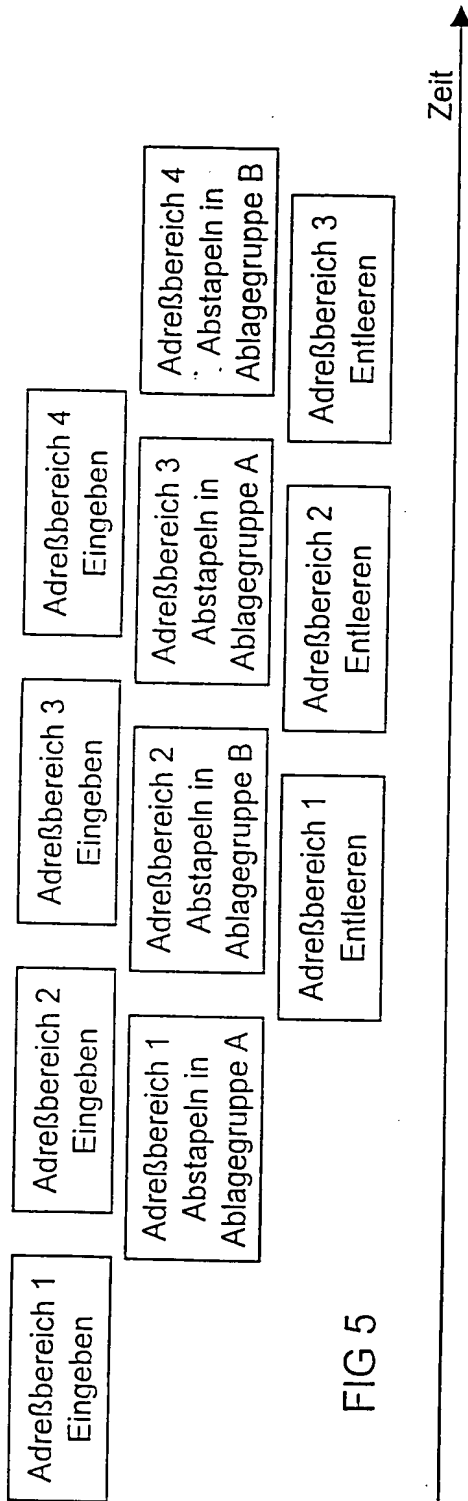 Adreßbereich 1
Eingeben
Adreßbereich 2
Eingeben
Adreßbereich 3
Eingeben
Adreßbereich 4
Eingeben
Adreßbereich 1
Abstapeln in
Ablagegruppe A
Adreßbereich 2
Abstapeln in
Ablagegruppe B
Adreßbereich 3
Abstapeln in
Ablagegruppe A
Adreßbereich 4
Abstapeln in
Ablagegruppe B
Adreßbereich 1
Entleeren
Adreßbereich 2
Entleeren
Adreßbereich 3
Entleeren
FIG 5
Zeit